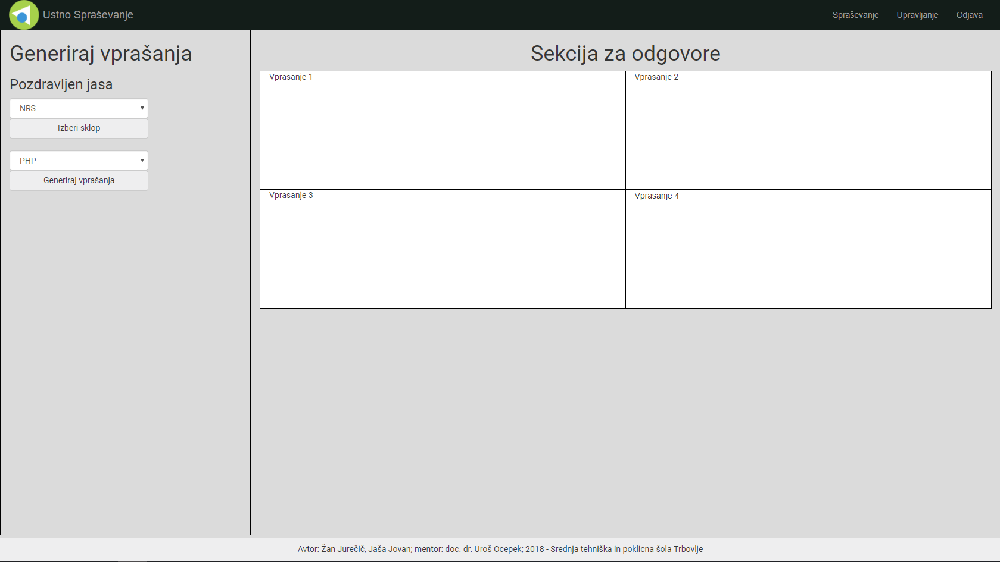 Ustno Spraševanje
Spraševanje
Upravljanje
Odjava
Generiraj vprašanja
Pozdravljen jasa
NRS
Izberi sklop
PHP
Generiraj vprašanja
Sekcija za odgovore
Vprasanje 1
Vprasanje 2
Vprasanje 3
Vprasanje 4
Avtor: Žan Jurečič, Jaša Jovan; mentor: doc. dr. Uroš Ocepek; 2018 - Srednja tehniška in poklicna šola Trbovlje